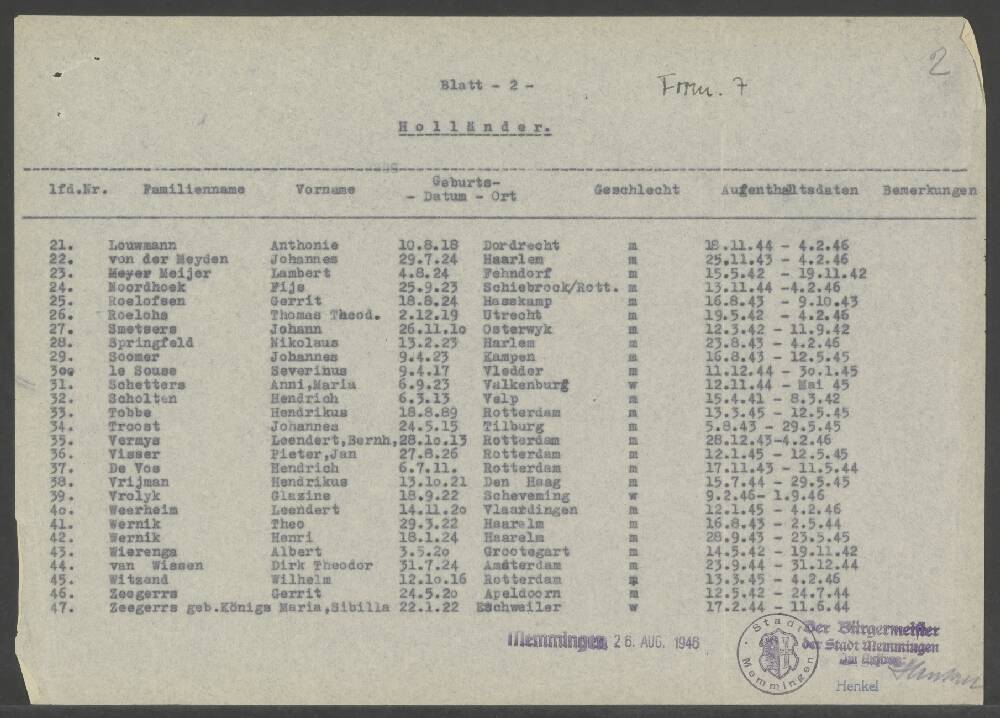 2
Blatt - 2 -
Form. 7
Holländer.
lfd.Nr. Familienname Vorname Geburts- Geschlecht Aufenthaltsdaten Bemerkungen
- Datum - Ort
21. Louwmann Anthonie 10.8.18 Dordrecht m 18.11.44 - 4.2.46
22. von der Heyden Johannes 29.7.24 Haarlem m 25.11.43 - 4.2.46
23. Meyer Meijer Lambert 4.8.24 Fehndorf m 15.5.42 - 19.11.42
24. Noordhoek Fijs 25.9.23 Schiebrock/Rott. m 13.11.44 -4.2.46
25. Roelofsen Gerrit 18.8.24 Hasskamp m 16.8.43 - 9.10.43
26. Roelohs Thomas Theod. 2.12.19 Utrecht m 19.5.42 - 4.2.46
27. Smetsers Johann 26.11.1o Osterwyk m 12.3.42 - 11.9.42
28. Springfeld Nikolaus 13.2.23 Harlem m 23.8.43 - 4.2.46
29. Soomer Johannes 9.4.23 Kampen m 16.8.43 - 12.5.45
3oo le Souse Severinus 9.4.17 Vledder m 11.12.44 - 3o.1.45
31. Schetters Anni,Maria 6.9.23 Valkenburg w 12.11.44 - Mai 45
32. Scholten Hendrich 6.3.13 Velp m 15.4.41 - 8.3.42
33. Tobbe Hendrikus 18.8.89 Rotterdam m 13.3.45 - 12.5.45
34. Troost Johannes 24.5.15 Tilburg m 5.8.43 - 29.5.45
35. Vermys Leendert,Bernh,28.1o.13 Rotterdam m 28.12.43-4.2.46
36. Visser Pieter,Jan 27.8.26 Rotterdam m 12.1.45 - 12.5.45
37. De Vos Hendrich 6.7.11. Rotterdam m 17.11.43 - 11.5.44
38. Vrijman Hendrikus 13.1o.21 Den Haag m 15.7.44 - 29.5.45
39. Vrolyk Glazine 18.9.22 Scheveming w 9.2.46- 1.9.46
4o. Weerheim Leendert 14.11.2o Vlaardingen m 12.1.45 - 4.2.46
41. Wernik Theo 29.3.22 Haarelm m 16.8.43 - 2.5.44
42. Wernik Henri 18.1.24 Haarelm m 28.9.43 - 23.5.45
43. Wierenga Albert 3.5.2o Grootegart m 14.5.42 - 19.11.42
44. van Wissen Dirk Theodor 31.7.24 Amsterdam m 23.9.44 - 31.12.44
45. Witzand Wilhelm 12.1o.16 Rotterdam m 13.3.45 - 4.2.46
46. Zeegerrs Gerrit 24.5.2o Apeldoorn m 12.5.42 - 24.7.44
47. Zeegerrs geb.Königs Maria,Sibilla 22.1.22 Eschweiler w 17.2.44 - 11.6.44
Memmingen 26. AUG. 1946
Stadt Memmingen
Der Bürgermeister
der Stadt Memmingen
Im Auftrag:
Henkel